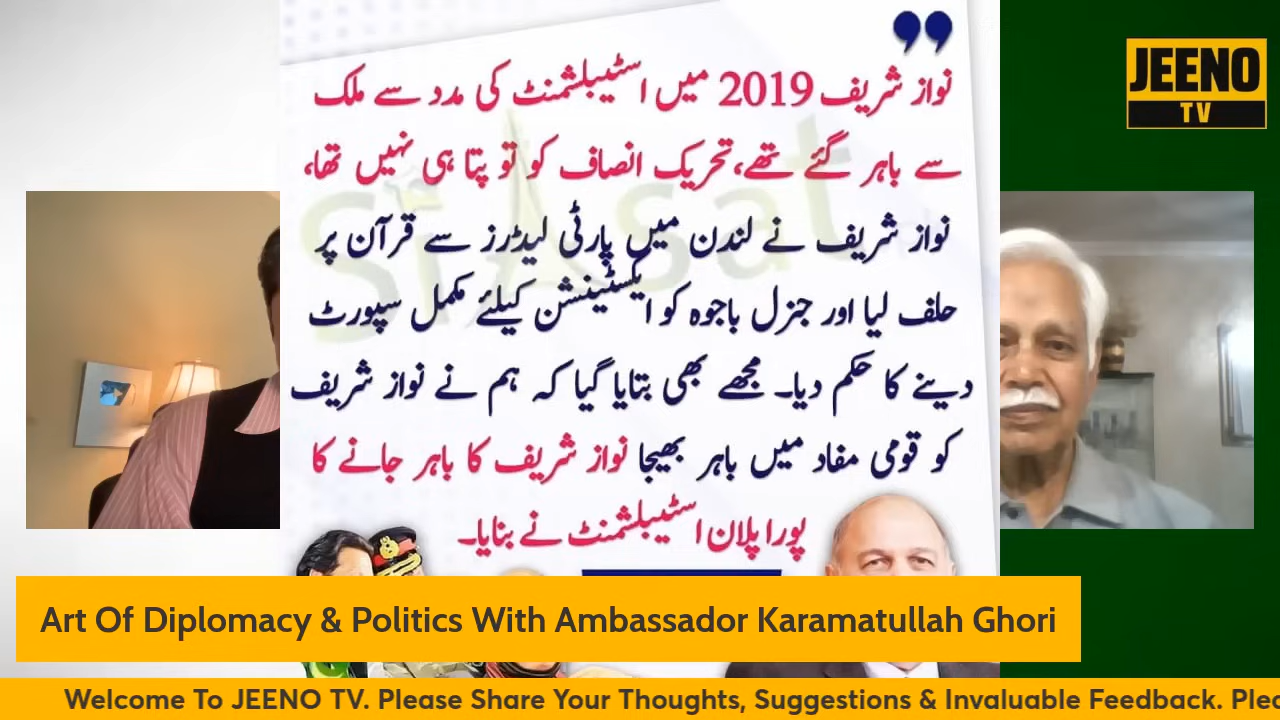 JEENO
TV
نواز شریف 2019 میں اسٹیبلشمنٹ کی مدد سے ملک
سے باہر گئے تھے،تحریک انصاف کو تو پتا ہی نہیں تھا،
نواز شریف نے لندن میں پارٹی لیڈرز سے قرآن پر
حلف لیا اور جنرل باجوہ کو ایکسٹینشن کیلئے مکمل سپورٹ
دینے کا حکم دیا۔ مجھے بھی بتایا گیا کہ ہم نے نواز شریف
کو قومی مفاد میں باہر بھیجا نواز شریف کا باہر جانے کا
پورا پلان اسٹیبلشمنٹ نے بنایا۔
Art Of Diplomacy & Politics With Ambassador Karamatullah Ghori
Welcome To JEENO TV. Please Share Your Thoughts, Suggestions & Invaluable Feedback.